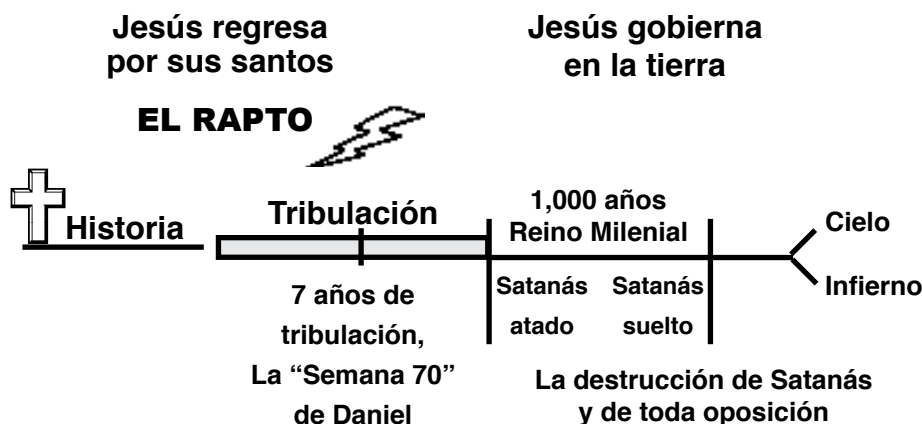 Jesús regresa
por sus santos
EL RAPTO
Jesús gobierna
en la tierra
Historia
Tribulación
1,000 años
Reino Milenial
Cielo
Infierno
7 años de
tribulación,
La “Semana 70”
de Daniel
Satanás
atado
Satanás
suelto
La destrucción de Satanás
y de toda oposición